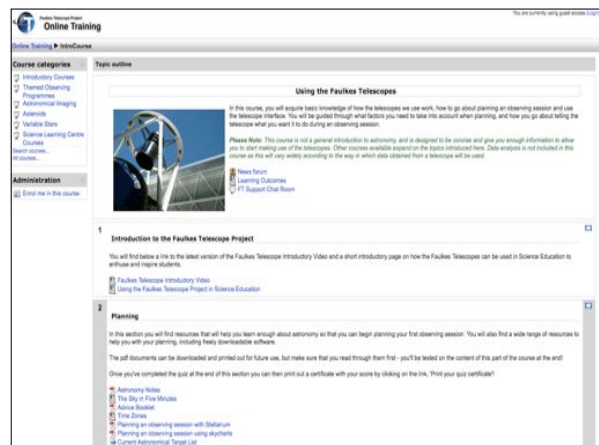 You are currently using guest access (Login)
Faulkes Telescope Project
Online Training
Online Training ► IntroCourse
Course categories
Introductory Courses
Themed Observing
Programmes
Astronomical Imaging
Asteroids
Variable Stars
Science Learning Centre
Courses
Search courses...
All courses...
Administration
Enrol me in this course
Topic outline
Using the Faulkes Telescopes
In this course, you will acquire basic knowledge of how the telescopes we use work, how to go about planning an observing session and use
the telescope interface. You will be guided through what factors you need to take into account when planning, and how you go about telling the
telescope what you want it to do during an observing session.
Please Note: This course is not a general introduction to astronomy, and is designed to be concise and give you enough information to allow
you to start making use of the telescopes. Other courses available expand on the topics introduced here. Data analysis is not included in this
course as this will vary widely according to the way in which data obtained from a telescope will be used.
News forum
Learning Outcomes
FT Support Chat Room
1
Introduction to the Faulkes Telescope Project
You will find below a link to the latest version of the Faulkes Telescope Introductory Video and a short introductory page on how the Faulkes Telescopes can be used in Science Education to
enthuse and inspire students.
Faulkes Telescope Introductory Video
Using the Faulkes Telescope Project in Science Education
2
Planning
In this section you will find resources that will help you learn enough about astronomy so that you can begin planning your first observing session. You will also find a wide range of resources to
help you with your planning, including freely downloadable software.
The pdf documents can be downloaded and printed out for future use, but make sure that you read through them first - you'll be tested on the content of this part of the course at the end!
Once you've completed the quiz at the end of this section you can then print out a certificate with your score by clicking on the link, 'Print your quiz certificate'!
Astronomy Notes
The Sky in Five Minutes
Advice Booklet
Time Zones
Planning an observing session with Stellarium
Planning an observing session using skycharts
Current Astronomical Target List